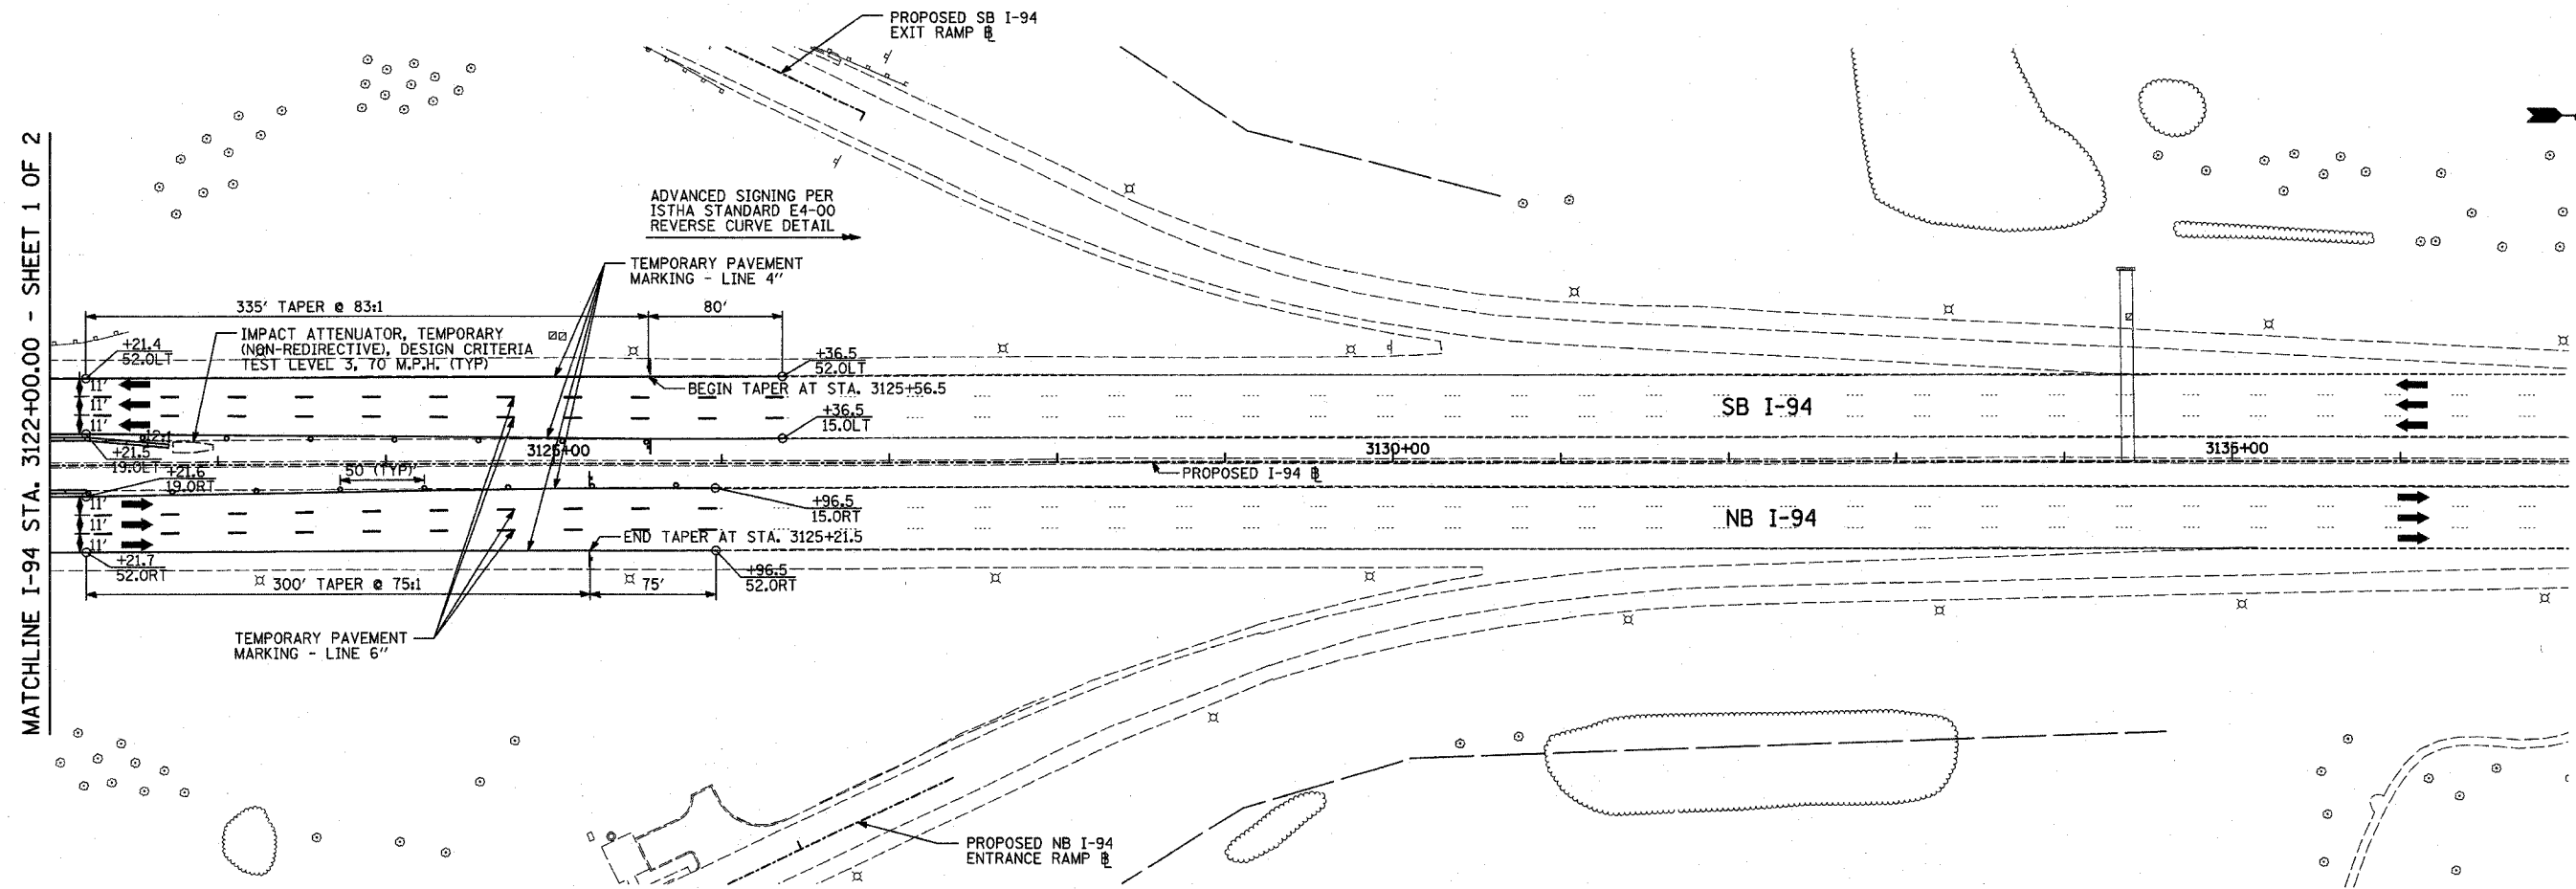 PROPOSED SB I-94
EXIT RAMP ⅊
MATCHLINE I-94 STA. 3122+00.00 - SHEET 1 OF 2
ADVANCED SIGNING PER
ISTHA STANDARD E4-00
REVERSE CURVE DETAIL
TEMPORARY PAVEMENT
MARKING - LINE 4"
335' TAPER @ 83:1
80'
IMPACT ATTENUATOR, TEMPORARY
(NON-REDIRECTIVE), DESIGN CRITERIA
TEST LEVEL 3, 70 M.P.H. (TYP)
+21.4
52.0LT
+36.5
52.0LT
BEGIN TAPER AT STA. 3125+56.5
11'
11'
11'
+36.5
15.0LT
SB I-94
12:1
+21.5
19.0LT
3125+00
3130+00
3135+00
+21.6
19.0RT
50 (TYP)'
PROPOSED I-94 ⅊
11'
11'
11'
+96.5
15.0RT
NB I-94
END TAPER AT STA. 3125+21.5
+21.7
52.0RT
+96.5
52.0RT
300' TAPER @ 75:1
75'
TEMPORARY PAVEMENT
MARKING - LINE 6"
PROPOSED NB I-94
ENTRANCE RAMP ⅊